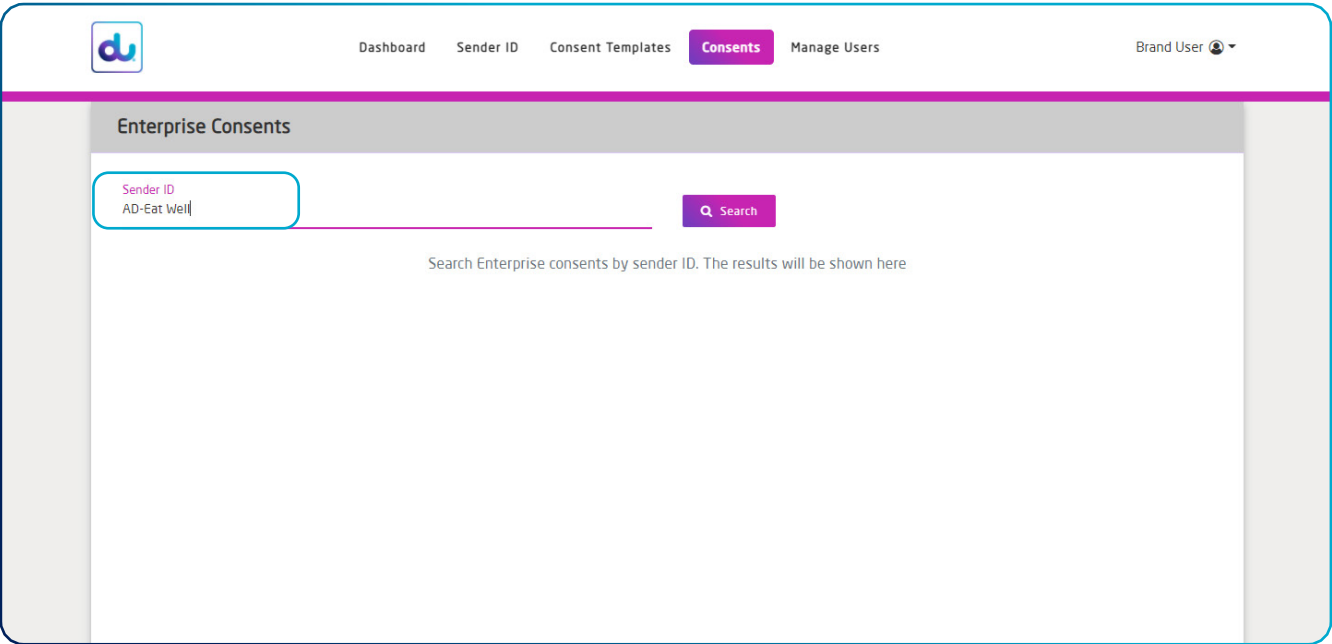 du
Dashboard Sender ID Consent Templates Consents Manage Users Brand User
Enterprise Consents
Sender ID
AD-Eat Well
Search
Search Enterprise consents by sender ID. The results will be shown here